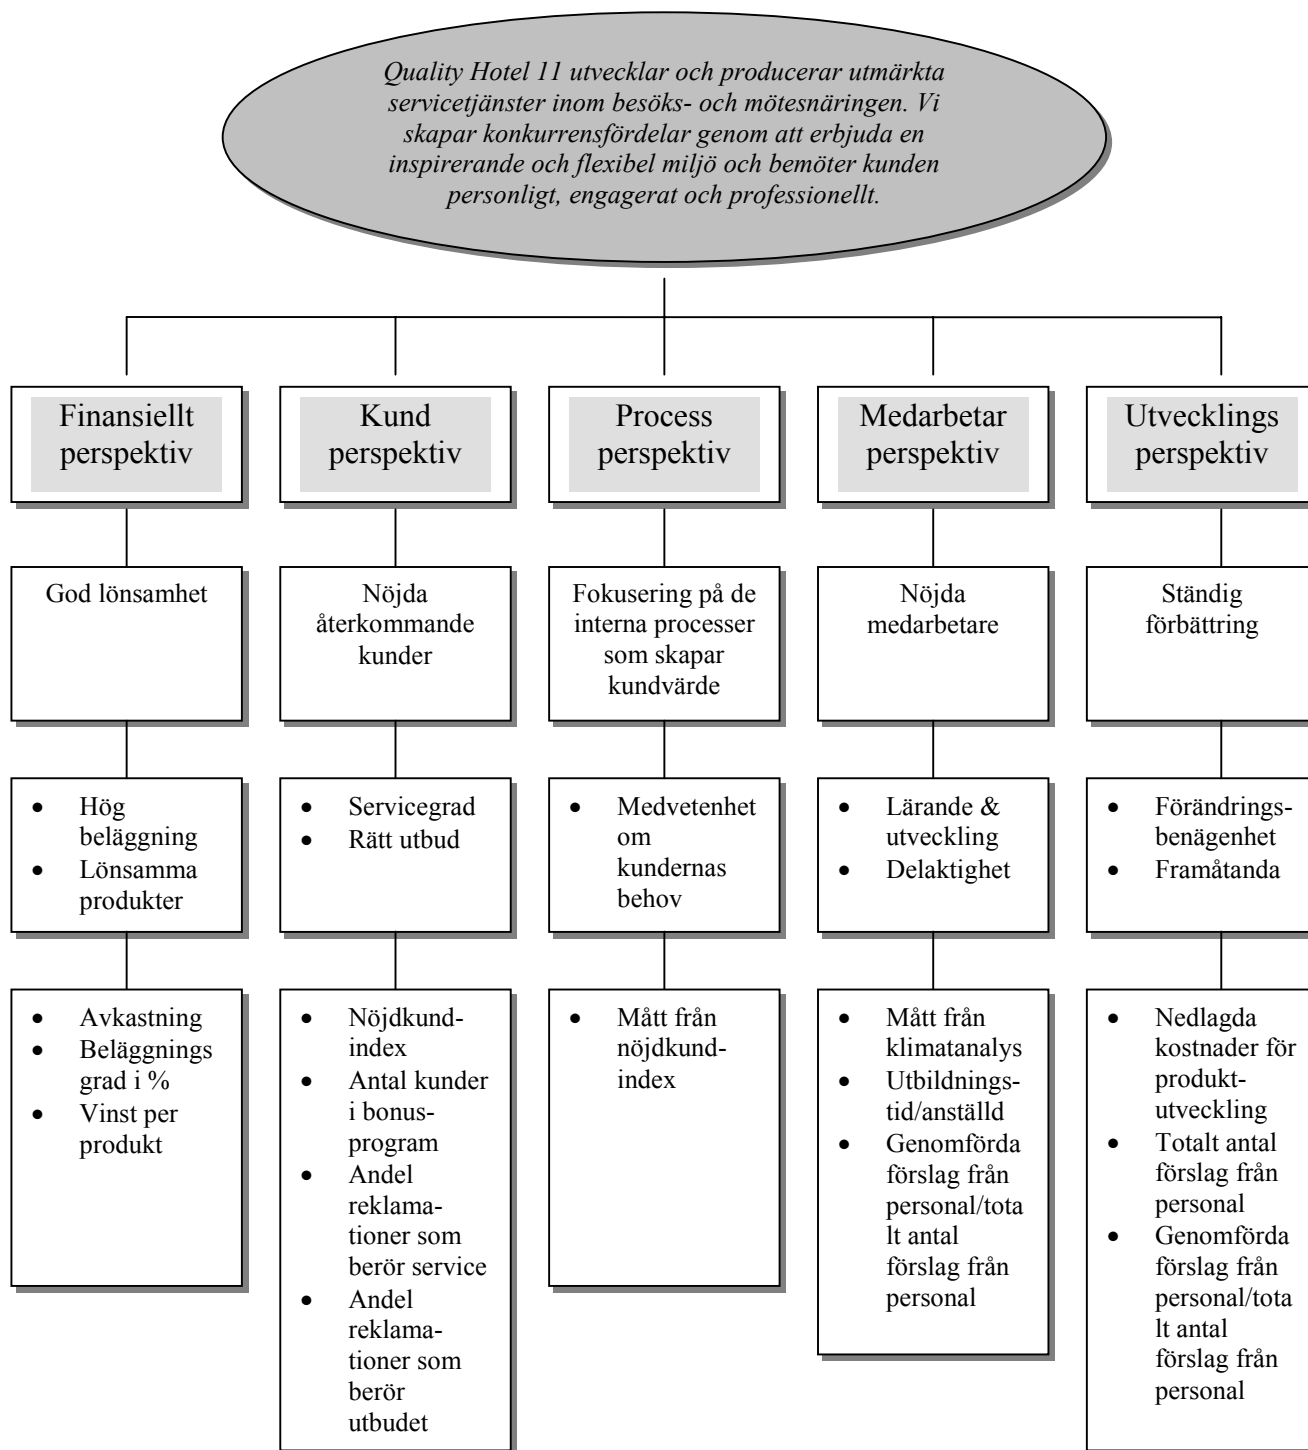 Quality Hotel 11 utvecklar och producerar utmärkta
servicetjänster inom besöks- och mötesnäringen. Vi
skapar konkurrensfördelar genom att erbjuda en
inspirerande och flexibel miljö och bemöter kunden
personligt, engagerat och professionellt.
Finansiellt
perspektiv
Kund
perspektiv
Process
perspektiv
Medarbetar
perspektiv
Utvecklings
perspektiv
God lönsamhet
Nöjda
återkommande
kunder
Fokusering på de
interna processer
som skapar
kundvärde
Nöjda
medarbetare
Ständig
förbättring
• Hög
beläggning
• Lönsamma
produkter
• Servicegrad
• Rätt utbud
• Medvetenhet
om
kundernas
behov
• Lärande &
utveckling
• Delaktighet
• Förändrings-
benägenhet
• Framåtanda
• Avkastning
• Beläggnings
grad i %
• Vinst per
produkt
• Nöjdkund-
index
• Antal kunder
i bonus-
program
• Andel
reklama-
tioner som
berör service
• Andel
reklama-
tioner som
berör
utbudet
• Mått från
nöjdkund-
index
• Mått från
klimatanalys
• Utbildnings-
tid/anställd
• Genomförda
förslag från
personal/tota
lt antal
förslag från
personal
• Nedlagda
kostnader för
produkt-
utveckling
• Totalt antal
förslag från
personal
• Genomförda
förslag från
personal/tota
lt antal
förslag från
personal